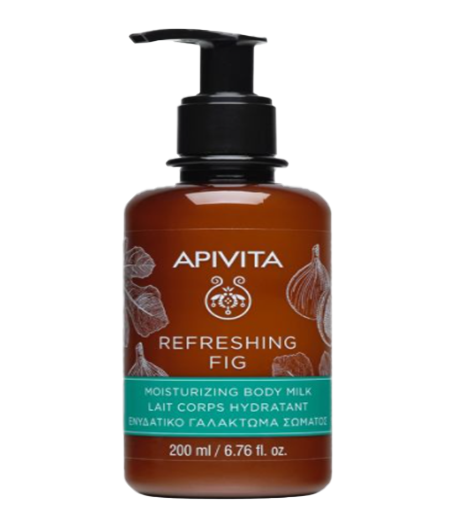 APIVITA
REFRESHING
FIG
MOISTURIZING BODY MILK
LAIT CORPS HYDRATANT
ΕΝΥΔΑΤΙΚΟ ΓΑΛΑΚΤΩΜΑ ΣΩΜΑΤΟΣ
200 ml / 6.76 fl. oz.